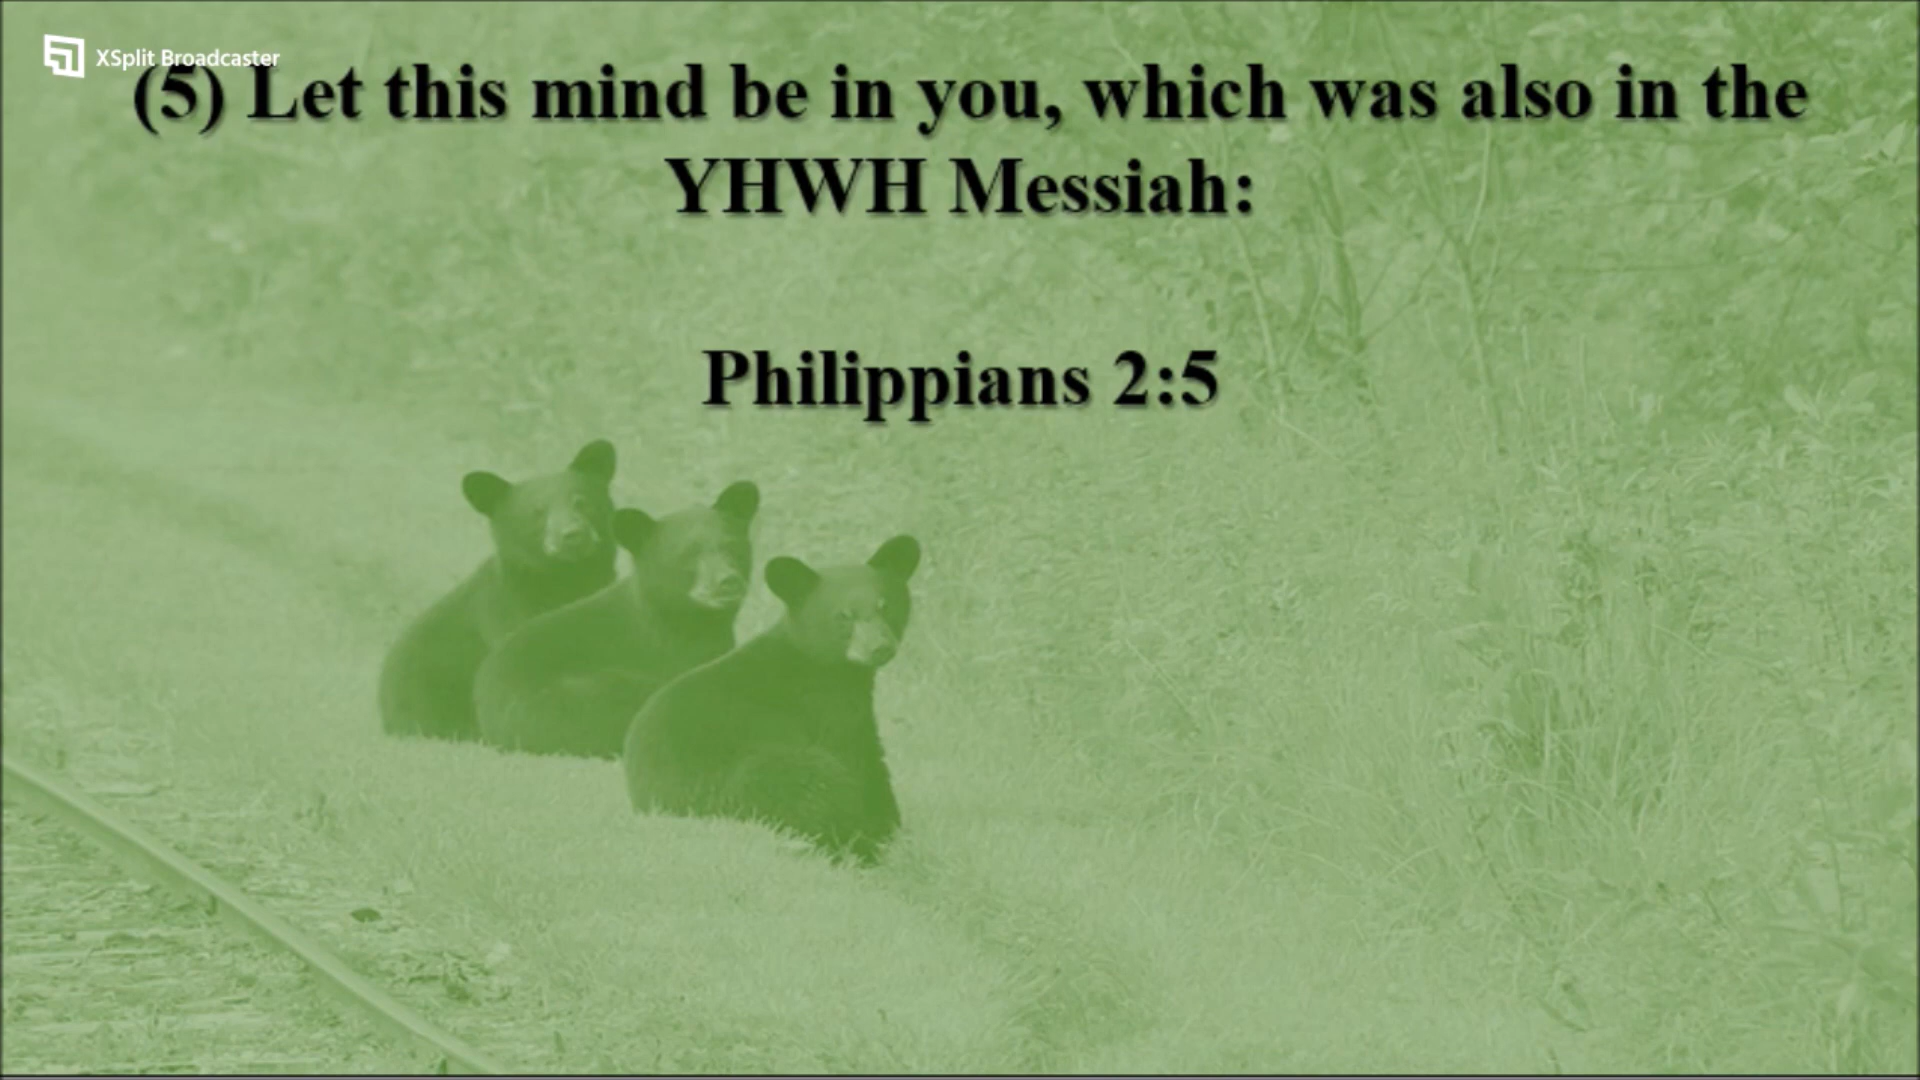 XSplit Broadcaster
(5) Let this mind be in you, which was also in the
YHWH Messiah:
Philippians 2:5